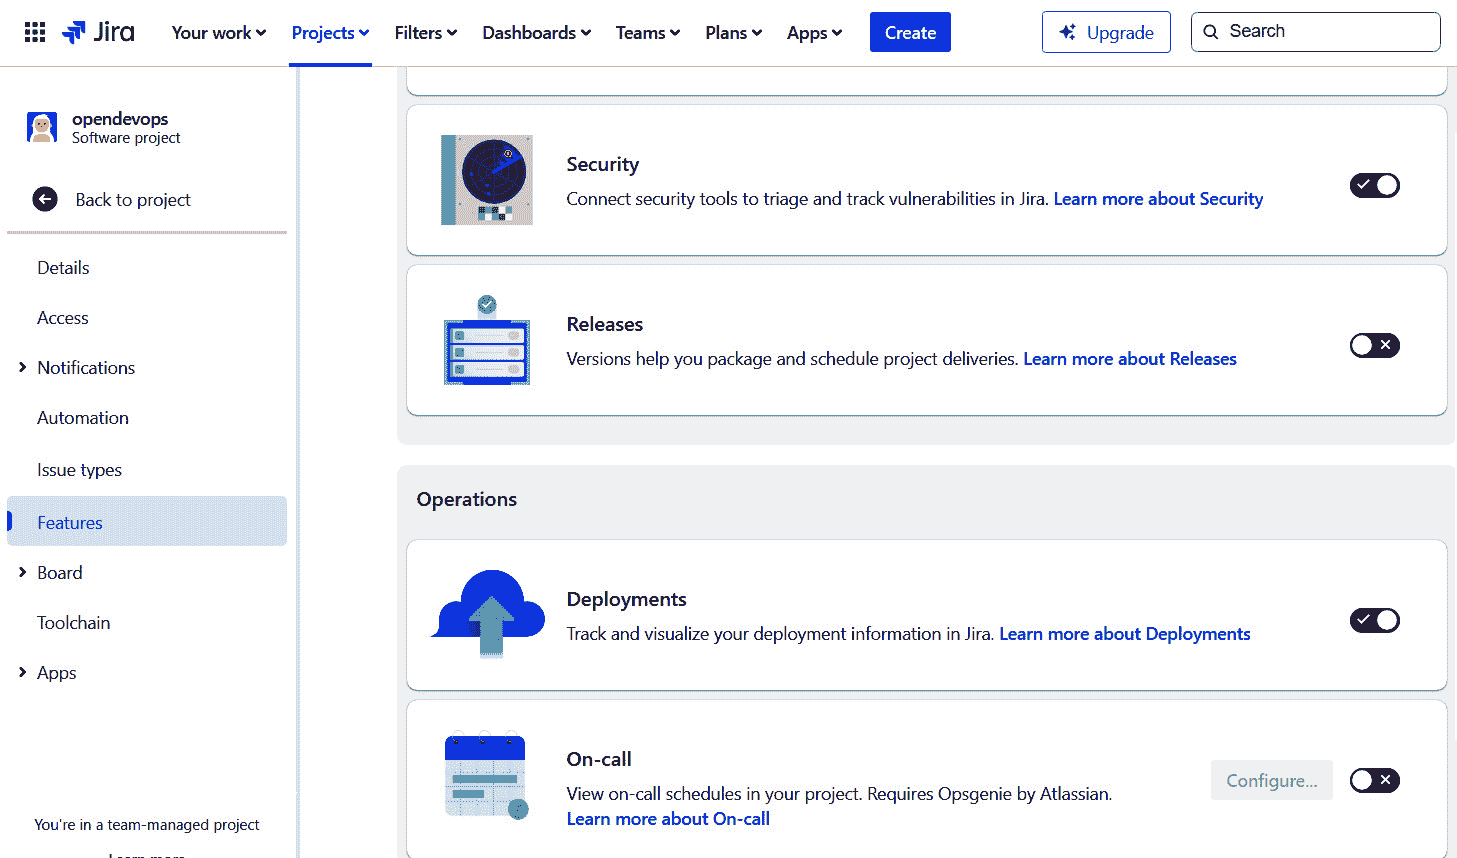 Jira
Your work
Projects
Filters
Dashboards
Teams
Plans
Apps
Create
Upgrade
Search
opendevops
Software project
Back to project
Details
Access
Notifications
Automation
Issue types
Features
Board
Toolchain
Apps
You're in a team-managed project
Learn more
Security
Connect security tools to triage and track vulnerabilities in Jira. Learn more about Security
Releases
Versions help you package and schedule project deliveries. Learn more about Releases
Operations
Deployments
Track and visualize your deployment information in Jira. Learn more about Deployments
On-call
View on-call schedules in your project. Requires Opsgenie by Atlassian.
Learn more about On-call
Configure...